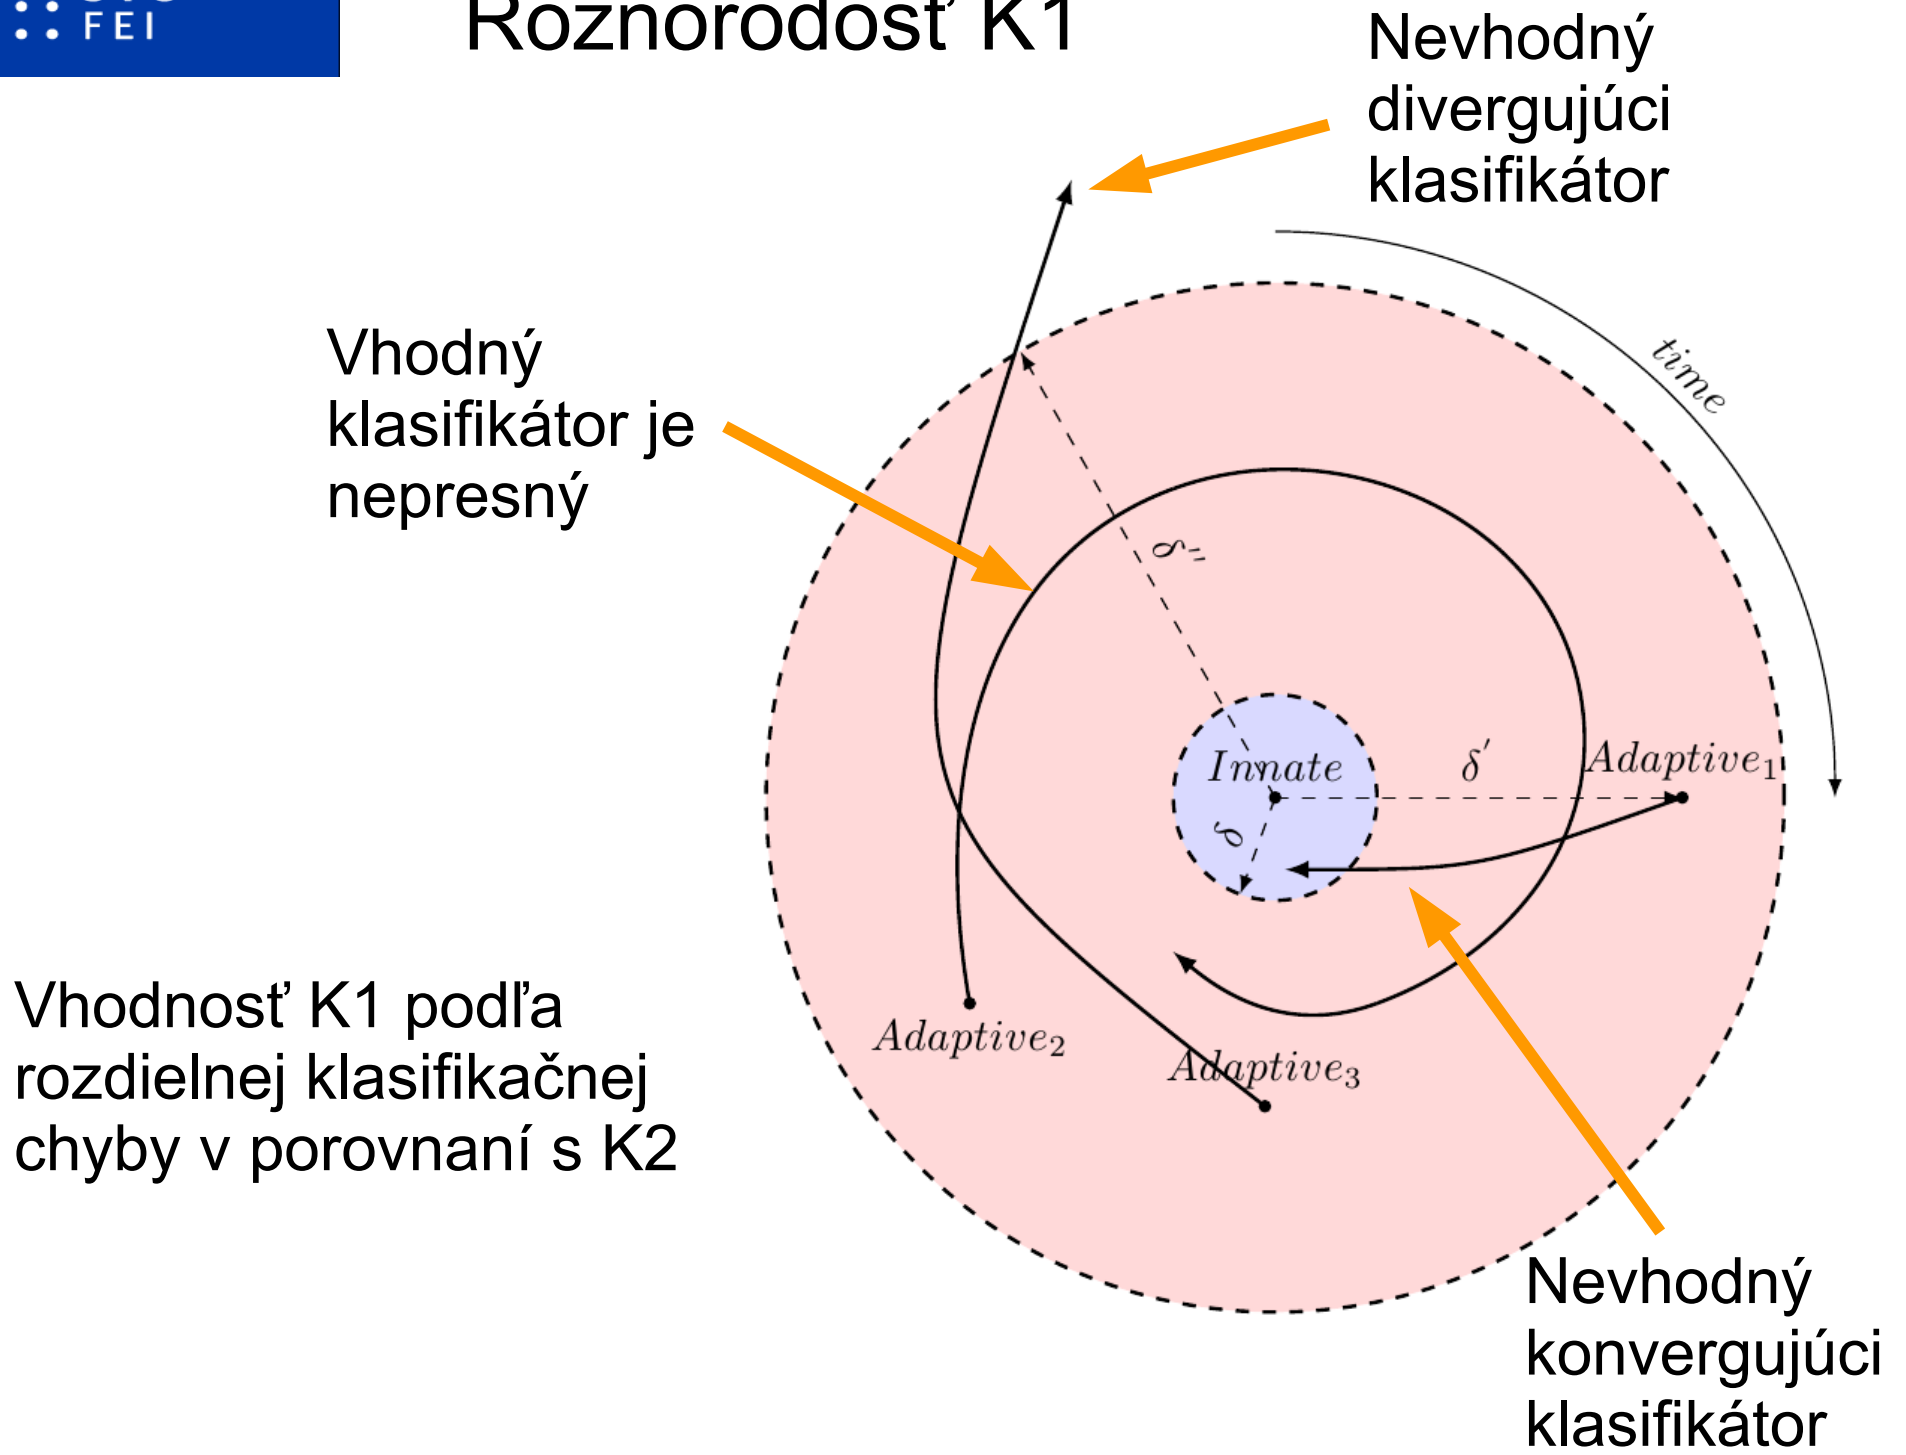 FEI
Roznorodosť K1
Nevhodný
divergujúci
klasifikátor
time
Vhodný
klasifikátor je
nepresný
δ''
Innate
δ'
Adaptive₁
δ
Adaptive₂
Adaptive₃
Vhodnosť K1 podľa
rozdielnej klasifikačnej
chyby v porovnaní s K2
Nevhodný
konvergujúci
klasifikátor